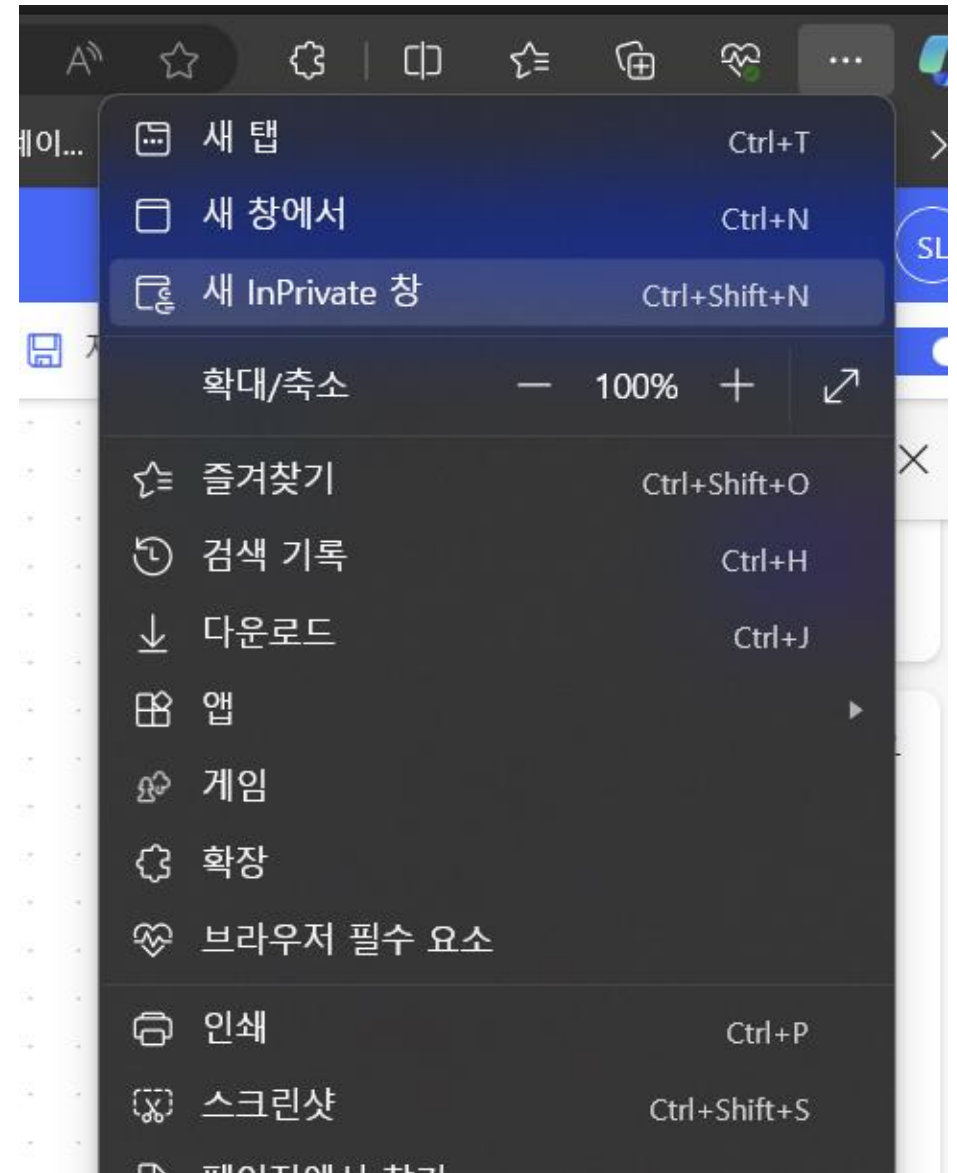 새 탭 Ctrl+T
새 창에서 Ctrl+N
SL
새 InPrivate 창 Ctrl+Shift+N
확대/축소 100%
즐겨찾기 Ctrl+Shift+O
검색 기록 Ctrl+H
다운로드 Ctrl+J
앱
게임
확장
브라우저 필수 요소
인쇄 Ctrl+P
스크린샷 Ctrl+Shift+S